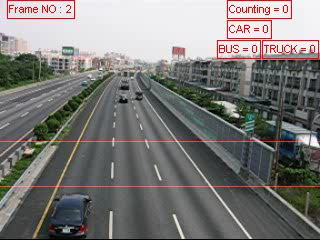 Frame NO : 2
Counting = 0
CAR = 0
BUS = 0 TRUCK = 0